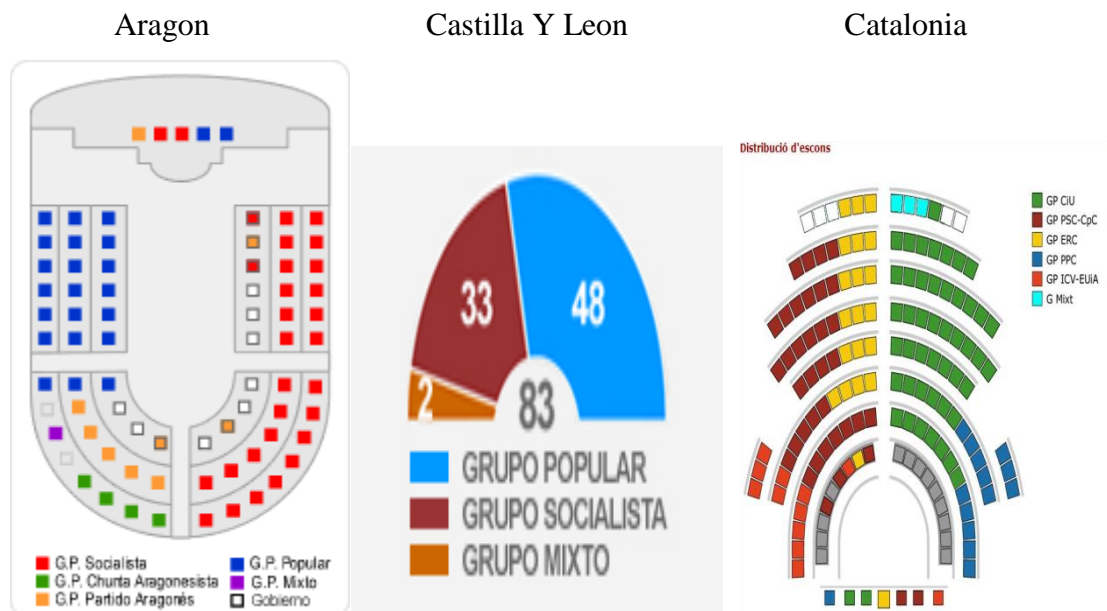 Aragon
Castilla Y Leon
Catalonia
G.P. Socialista
G.P. Popular
G.P. Chunta Aragonesista
G.P. Mixto
G.P. Partido Aragonés
Gobierno
33
48
2
83
GRUPO POPULAR
GRUPO SOCIALISTA
GRUPO MIXTO
Distribució d'escons
GP CiU
GP PSC-CpC
GP ERC
GP PPC
GP ICV-EUiA
G Mixt